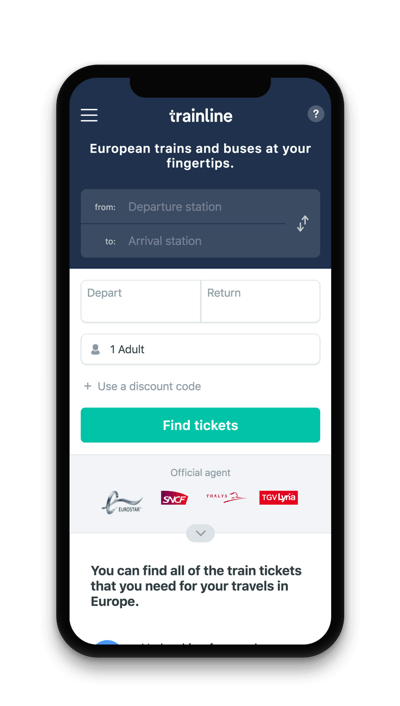 trainline
?
European trains and buses at your
fingertips.
from: Departure station
to: Arrival station
Depart
Return
1 Adult
+ Use a discount code
Find tickets
Official agent
EUROSTAR
SNCF
THALYS
TGV Lyria
You can find all of the train tickets
that you need for your travels in
Europe.